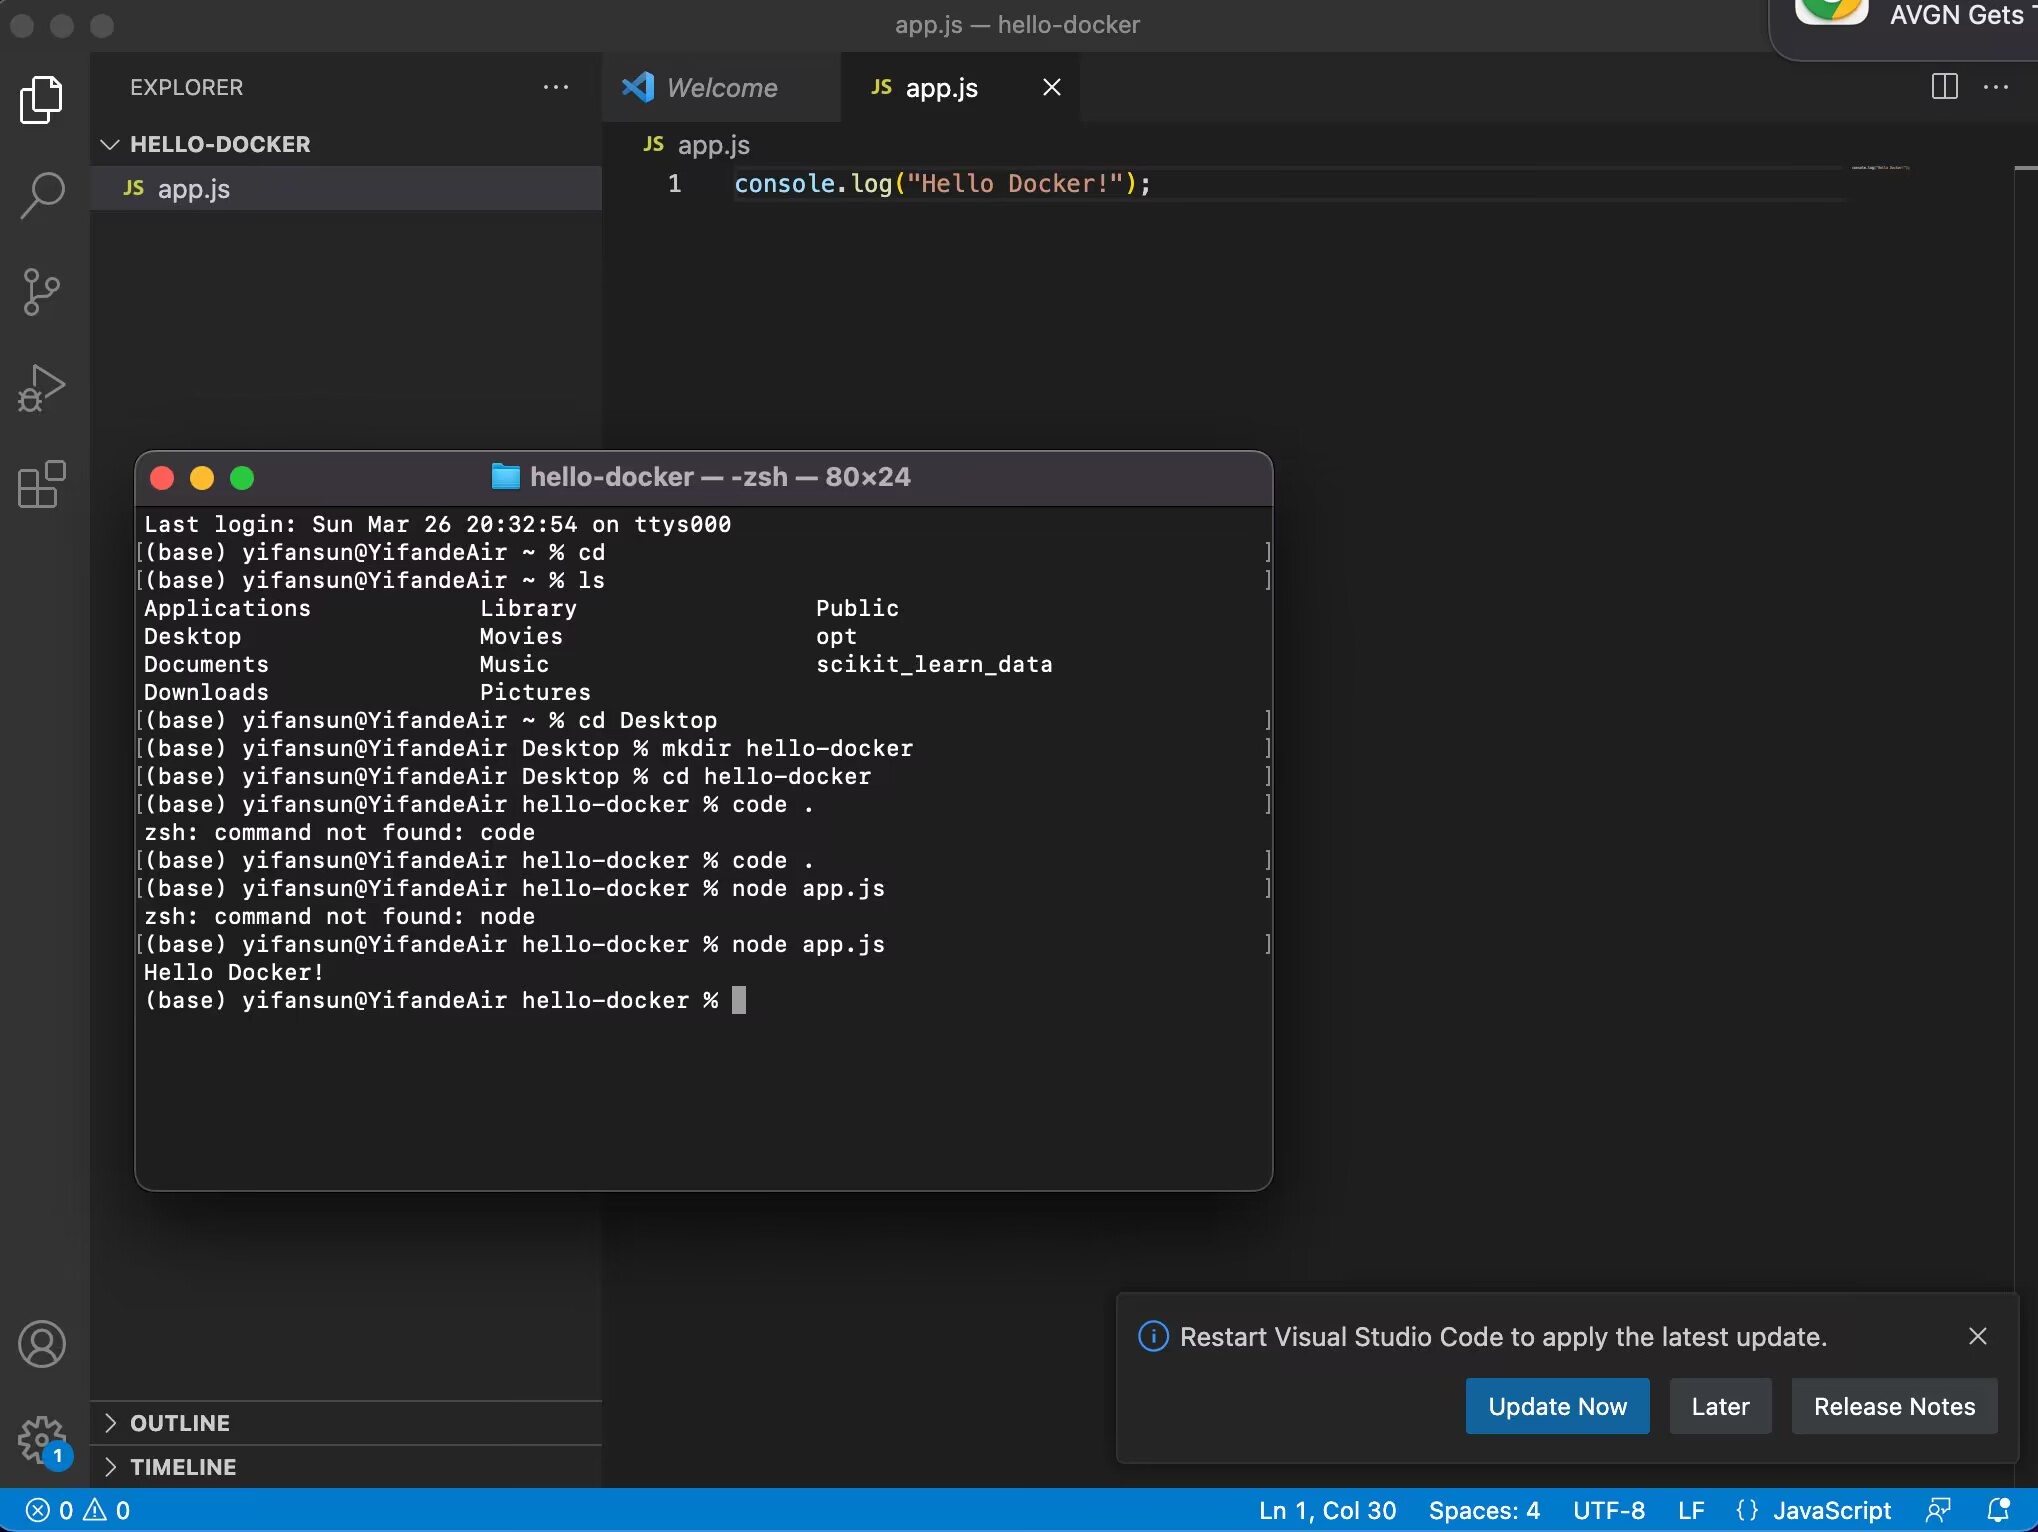 app.js — hello-docker
AVGN Gets
EXPLORER
Welcome
JS app.js
HELLO-DOCKER
JS app.js
JS app.js
1 console.log("Hello Docker!");
hello-docker — -zsh — 80×24
Last login: Sun Mar 26 20:32:54 on ttys000
[(base) yifansun@YifandeAir ~ % cd ]
[(base) yifansun@YifandeAir ~ % ls ]
Applications Library Public
Desktop Movies opt
Documents Music scikit_learn_data
Downloads Pictures
[(base) yifansun@YifandeAir ~ % cd Desktop ]
[(base) yifansun@YifandeAir Desktop % mkdir hello-docker ]
[(base) yifansun@YifandeAir Desktop % cd hello-docker ]
[(base) yifansun@YifandeAir hello-docker % code . ]
zsh: command not found: code
[(base) yifansun@YifandeAir hello-docker % code . ]
[(base) yifansun@YifandeAir hello-docker % node app.js ]
zsh: command not found: node
[(base) yifansun@YifandeAir hello-docker % node app.js ]
Hello Docker!
(base) yifansun@YifandeAir hello-docker %
Restart Visual Studio Code to apply the latest update.
Update Now
Later
Release Notes
OUTLINE
1
TIMELINE
0 0
Ln 1, Col 30 Spaces: 4 UTF-8 LF {} JavaScript